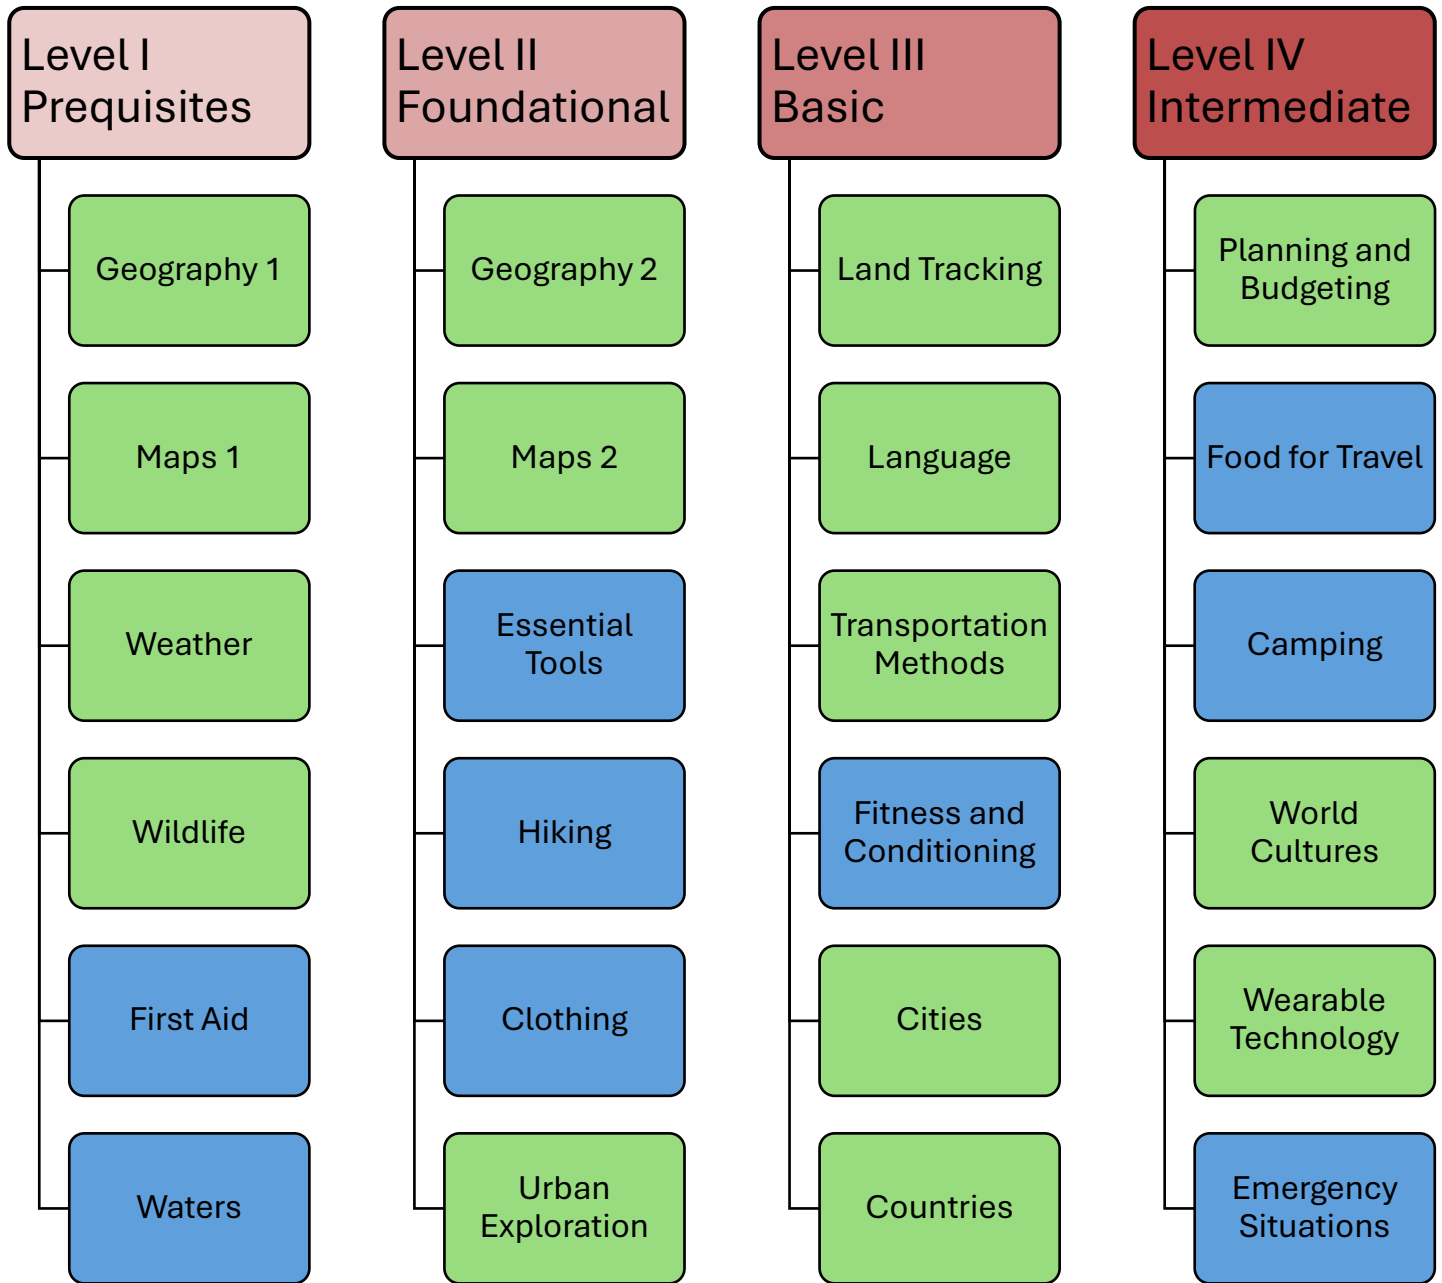 Level I
Prequisites
Geography 1
Maps 1
Weather
Wildlife
First Aid
Waters
Level II
Foundational
Geography 2
Maps 2
Essential
Tools
Hiking
Clothing
Urban
Exploration
Level III
Basic
Land Tracking
Language
Transportation
Methods
Fitness and
Conditioning
Cities
Countries
Level IV
Intermediate
Planning and
Budgeting
Food for Travel
Camping
World
Cultures
Wearable
Technology
Emergency
Situations